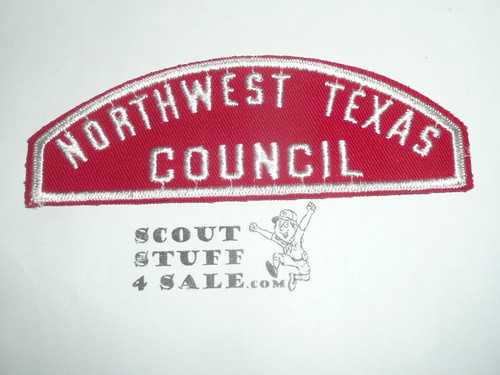 NORTHWEST TEXAS
COUNCIL
SCOUT
STUFF
4 SALE.COM